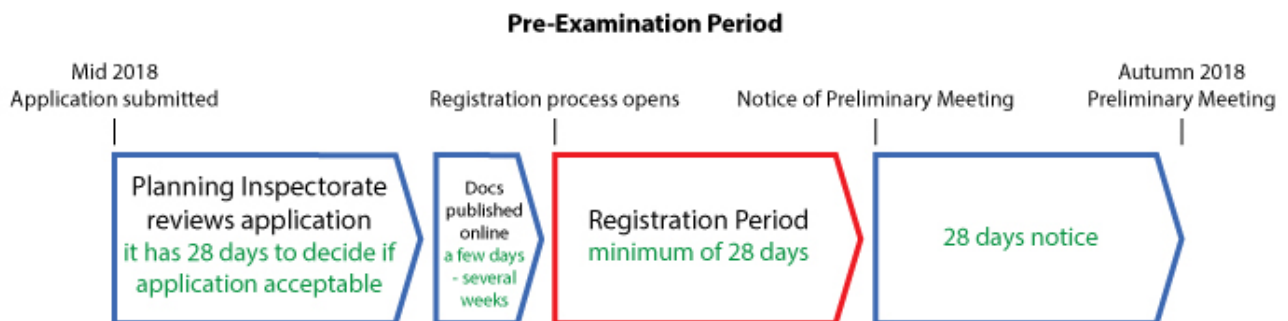 Pre-Examination Period
Mid 2018
Application submitted
Registration process opens
Notice of Preliminary Meeting
Autumn 2018
Preliminary Meeting
Planning Inspectorate
reviews application
it has 28 days to decide if
application acceptable
Docs
published
online
a few days
- several
weeks
Registration Period
minimum of 28 days
28 days notice